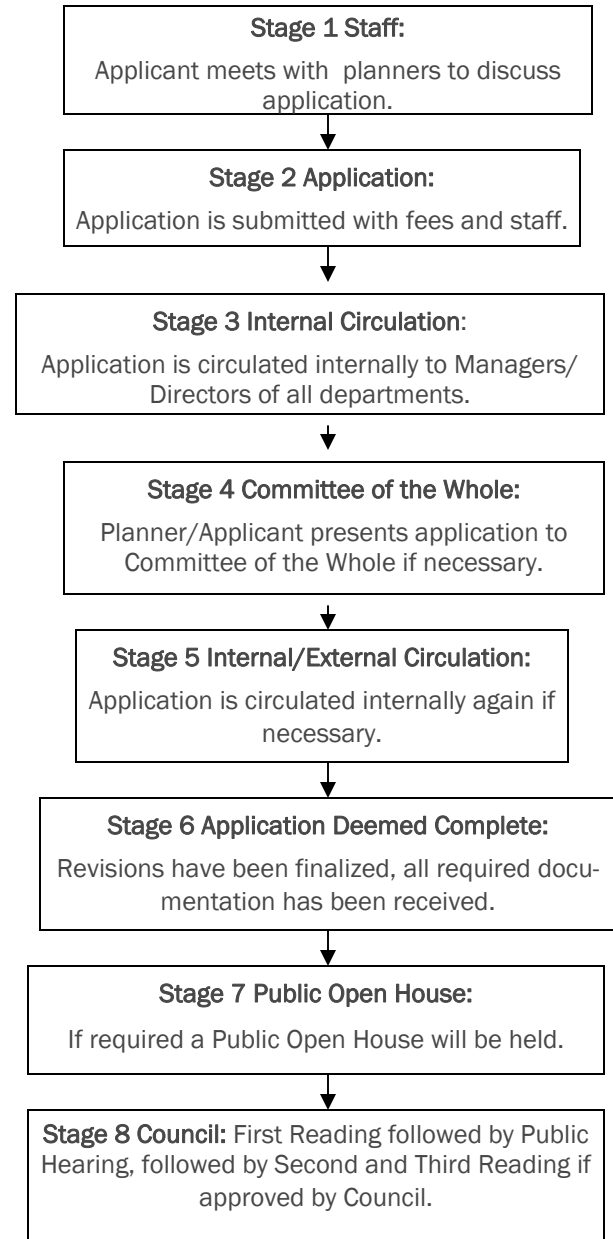 Stage 1 Staff:
Applicant meets with planners to discuss
application.
Stage 2 Application:
Application is submitted with fees and staff.
Stage 3 Internal Circulation:
Application is circulated internally to Managers/
Directors of all departments.
Stage 4 Committee of the Whole:
Planner/Applicant presents application to
Committee of the Whole if necessary.
Stage 5 Internal/External Circulation:
Application is circulated internally again if
necessary.
Stage 6 Application Deemed Complete:
Revisions have been finalized, all required docu-
mentation has been received.
Stage 7 Public Open House:
If required a Public Open House will be held.
Stage 8 Council: First Reading followed by Public
Hearing, followed by Second and Third Reading if
approved by Council.